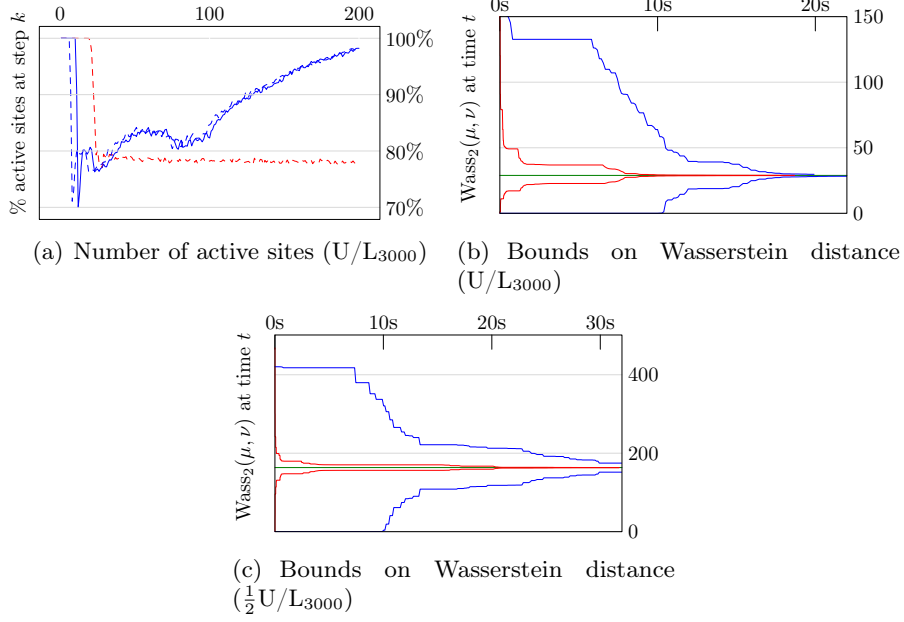 0 100 200
% active sites at step k
100%
90%
80%
70%
(a) Number of active sites (U/L₃₀₀₀)
0s 10s 20s
Wass₂(μ, ν) at time t
150
100
50
0
(b) Bounds on Wasserstein distance
(U/L₃₀₀₀)
0s 10s 20s 30s
Wass₂(μ, ν) at time t
400
200
0
(c) Bounds on Wasserstein distance
(½U/L₃₀₀₀)